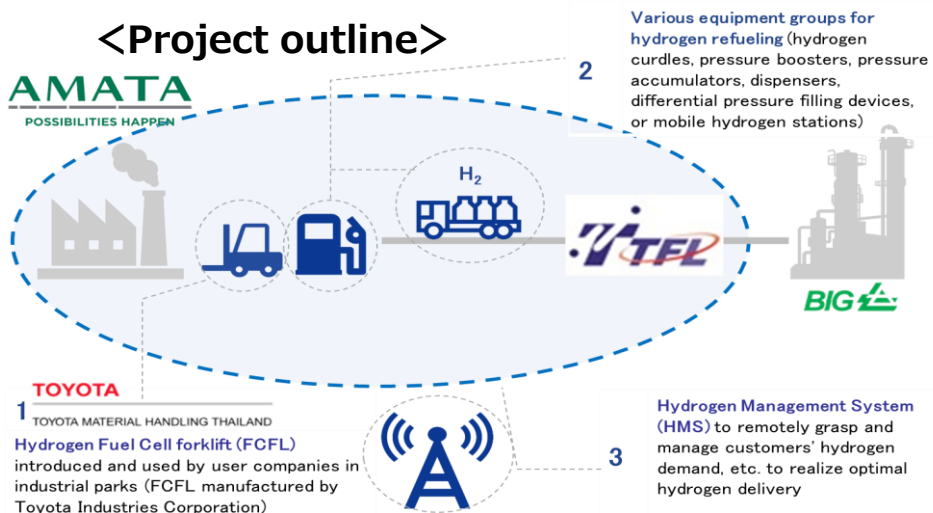 <Project outline>
AMATA
POSSIBILITIES HAPPEN
2
Various equipment groups for
hydrogen refueling (hydrogen
curdles, pressure boosters, pressure
accumulators, dispensers,
differential pressure filling devices,
or mobile hydrogen stations)
H2
TFL
BIG
1
TOYOTA
TOYOTA MATERIAL HANDLING THAILAND
Hydrogen Fuel Cell forklift (FCFL)
introduced and used by user companies in
industrial parks (FCFL manufactured by
Toyota Industries Corporation)
3
Hydrogen Management System
(HMS) to remotely grasp and
manage customers' hydrogen
demand, etc. to realize optimal
hydrogen delivery